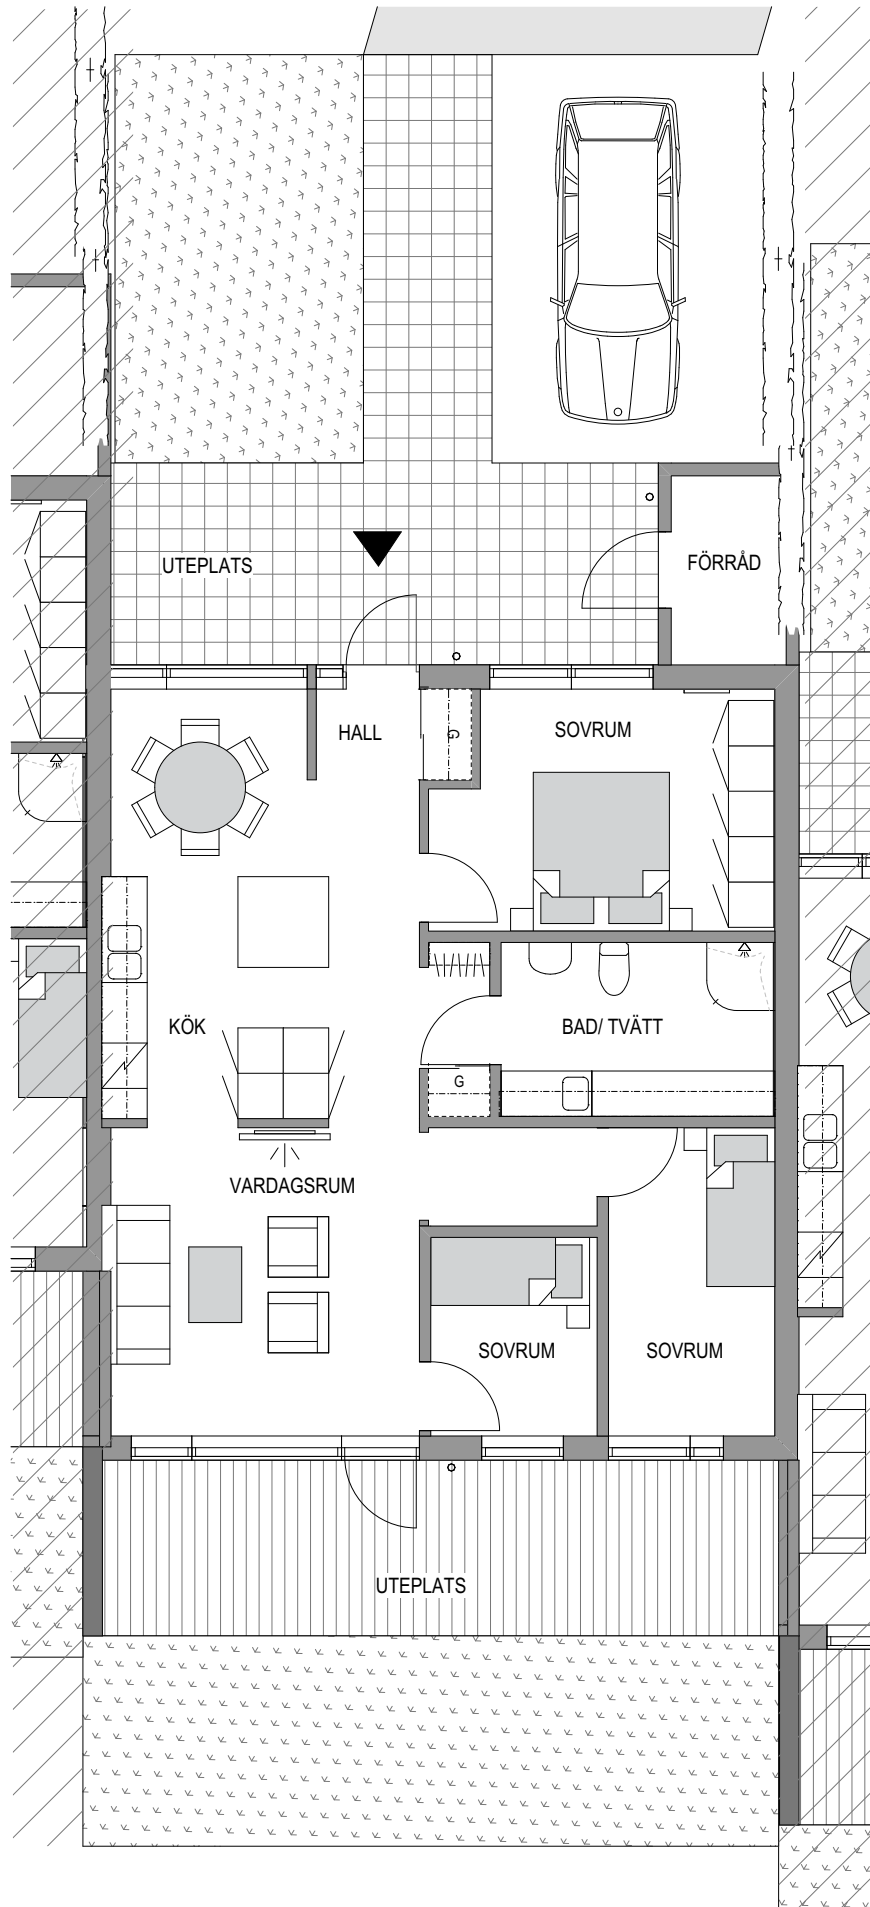 UTEPLATS
FÖRRÅD
HALL
G
SOVRUM
KÖK
BAD/ TVÄTT
G
VARDAGSRUM
SOVRUM
SOVRUM
UTEPLATS